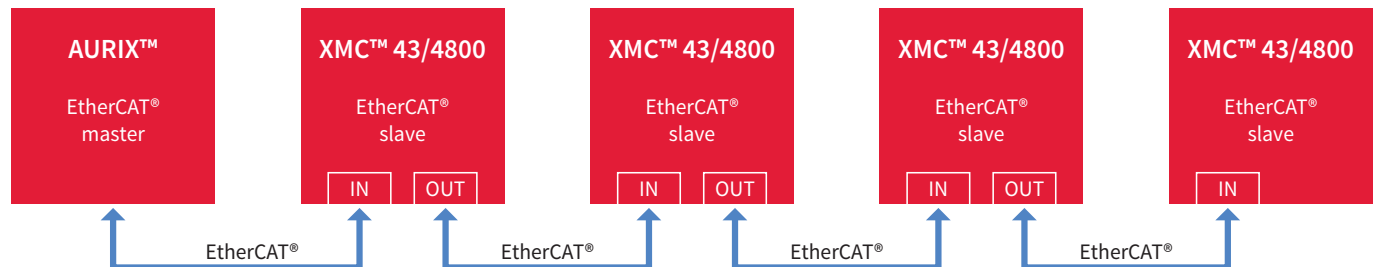 AURIX™
EtherCAT®
master
XMC™ 43/4800
EtherCAT®
slave
IN OUT
XMC™ 43/4800
EtherCAT®
slave
IN OUT
XMC™ 43/4800
EtherCAT®
slave
IN OUT
XMC™ 43/4800
EtherCAT®
slave
IN
EtherCAT®
EtherCAT®
EtherCAT®
EtherCAT®